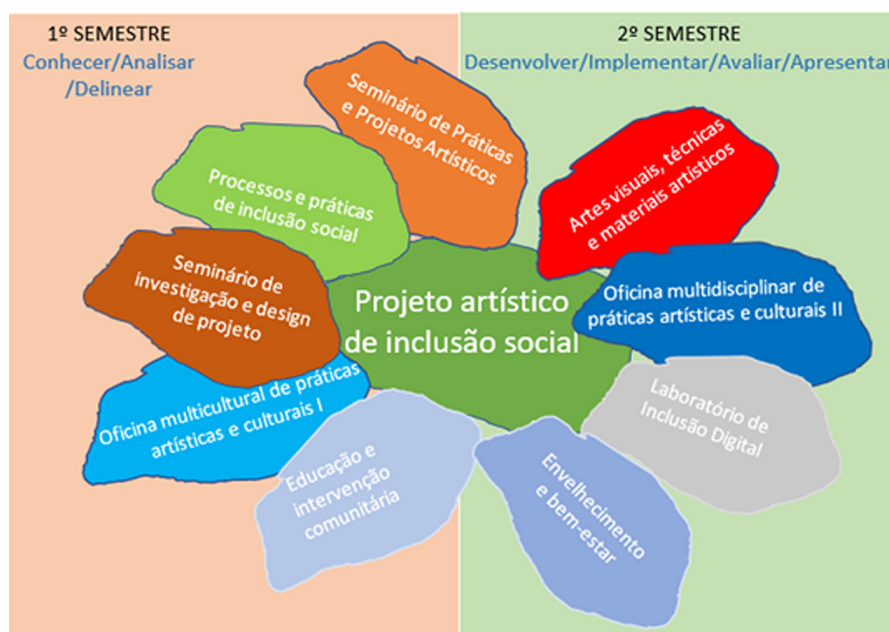 1º SEMESTRE
Conhecer/Analisar
/Delinear
2º SEMESTRE
Desenvolver/Implementar/Avaliar/Apresentar
Seminário de Práticas
e Projetos Artísticos
Processos e práticas
de inclusão social
Seminário de
investigação e design
de projeto
Oficina multicultural de práticas
artísticas e culturais I
Educação e
intervenção
comunitária
Projeto artístico
de inclusão social
Artes visuais, técnicas
e materiais artísticos
Oficina multidisciplinar de
práticas artísticas e culturais II
Laboratório de
Inclusão Digital
Envelhecimento
e bem-estar